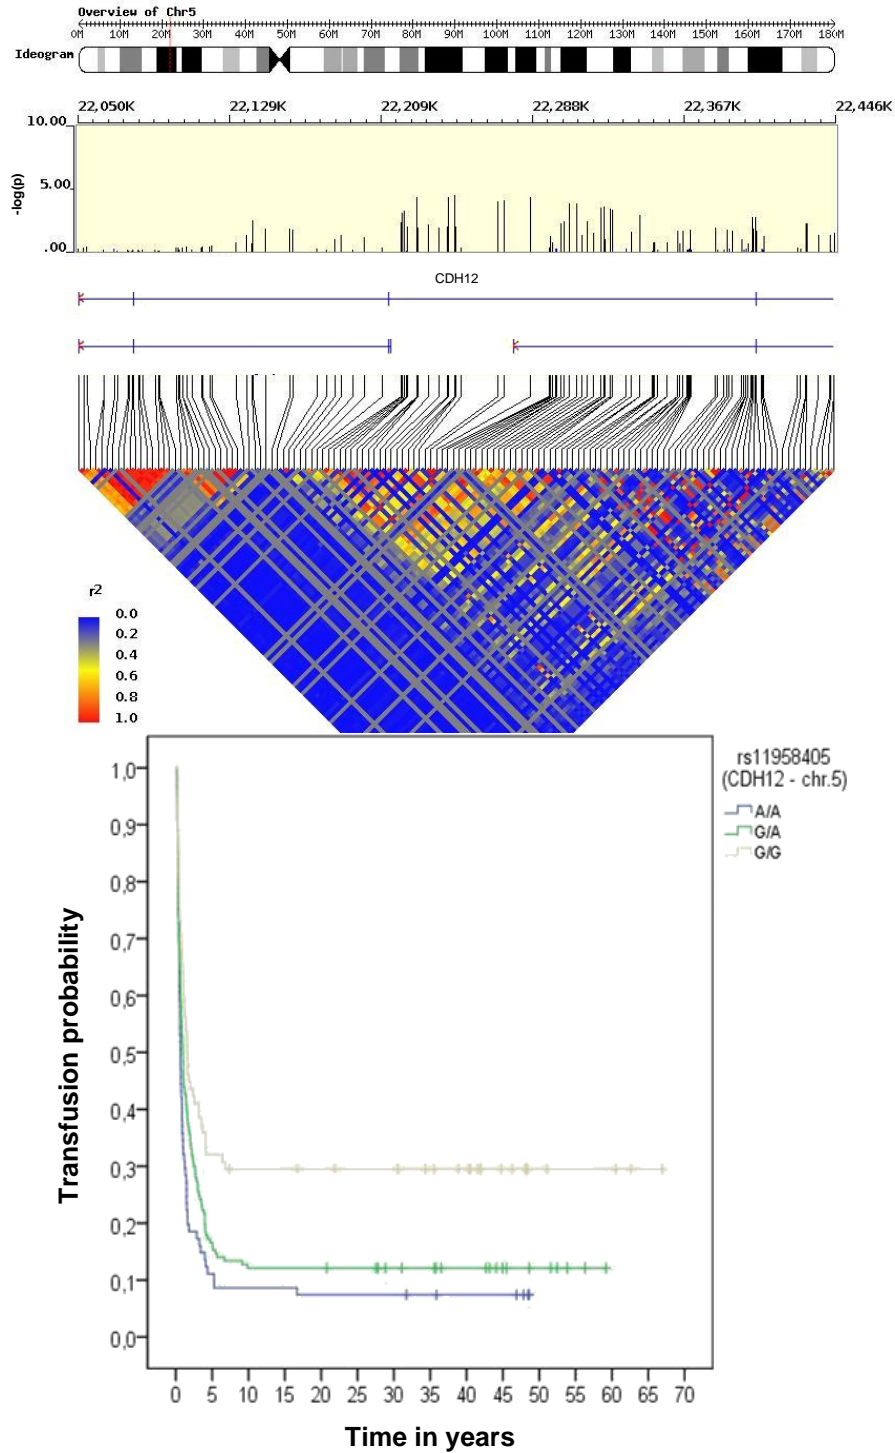 Overview of Chr5
0M 10M 20M 30M 40M 50M 60M 70M 80M 90M 100M 110M 120M 130M 140M 150M 160M 170M 180M
Ideogram
22,050K 22,129K 22,209K 22,288K 22,367K 22,446K
10.00
5.00
.00
-log(p)
CDH12
r2
0.0
0.2
0.4
0.6
0.8
1.0
rs11958405
(CDH12 - chr.5)
A/A
G/A
G/G
1,0
0,9
0,8
0,7
0,6
0,5
0,4
0,3
0,2
0,1
0,0
Transfusion probability
0 5 10 15 20 25 30 35 40 45 50 55 60 65 70
Time in years